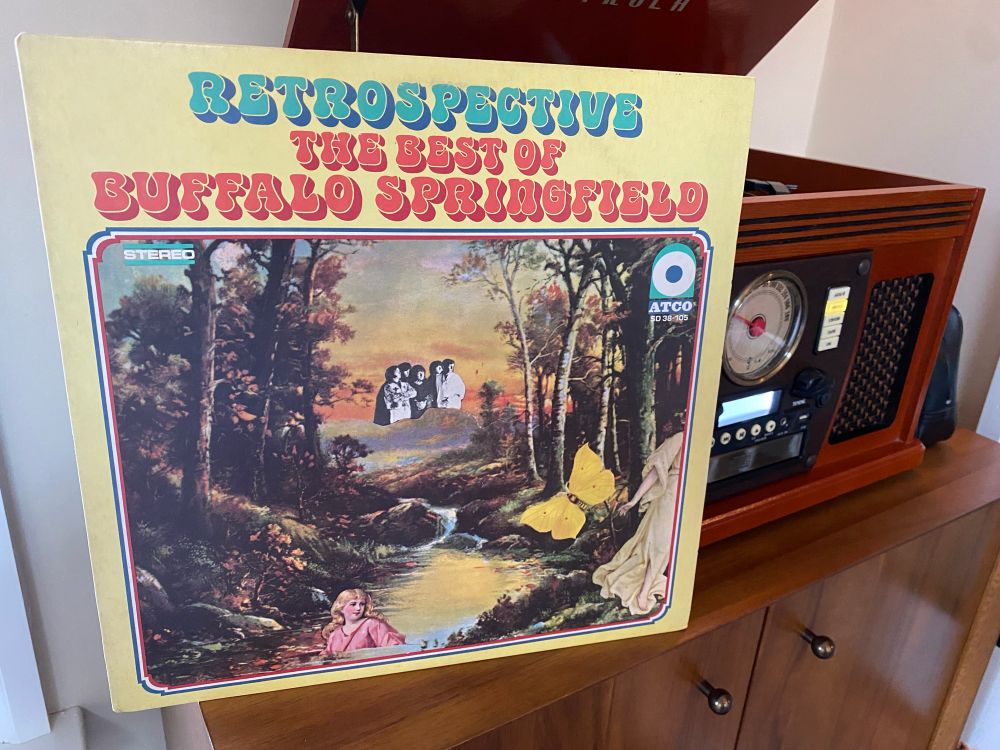 RETROSPECTIVE
THE BEST OF
BUFFALO SPRINGFIELD
STEREO
ATCO
SD 38-105